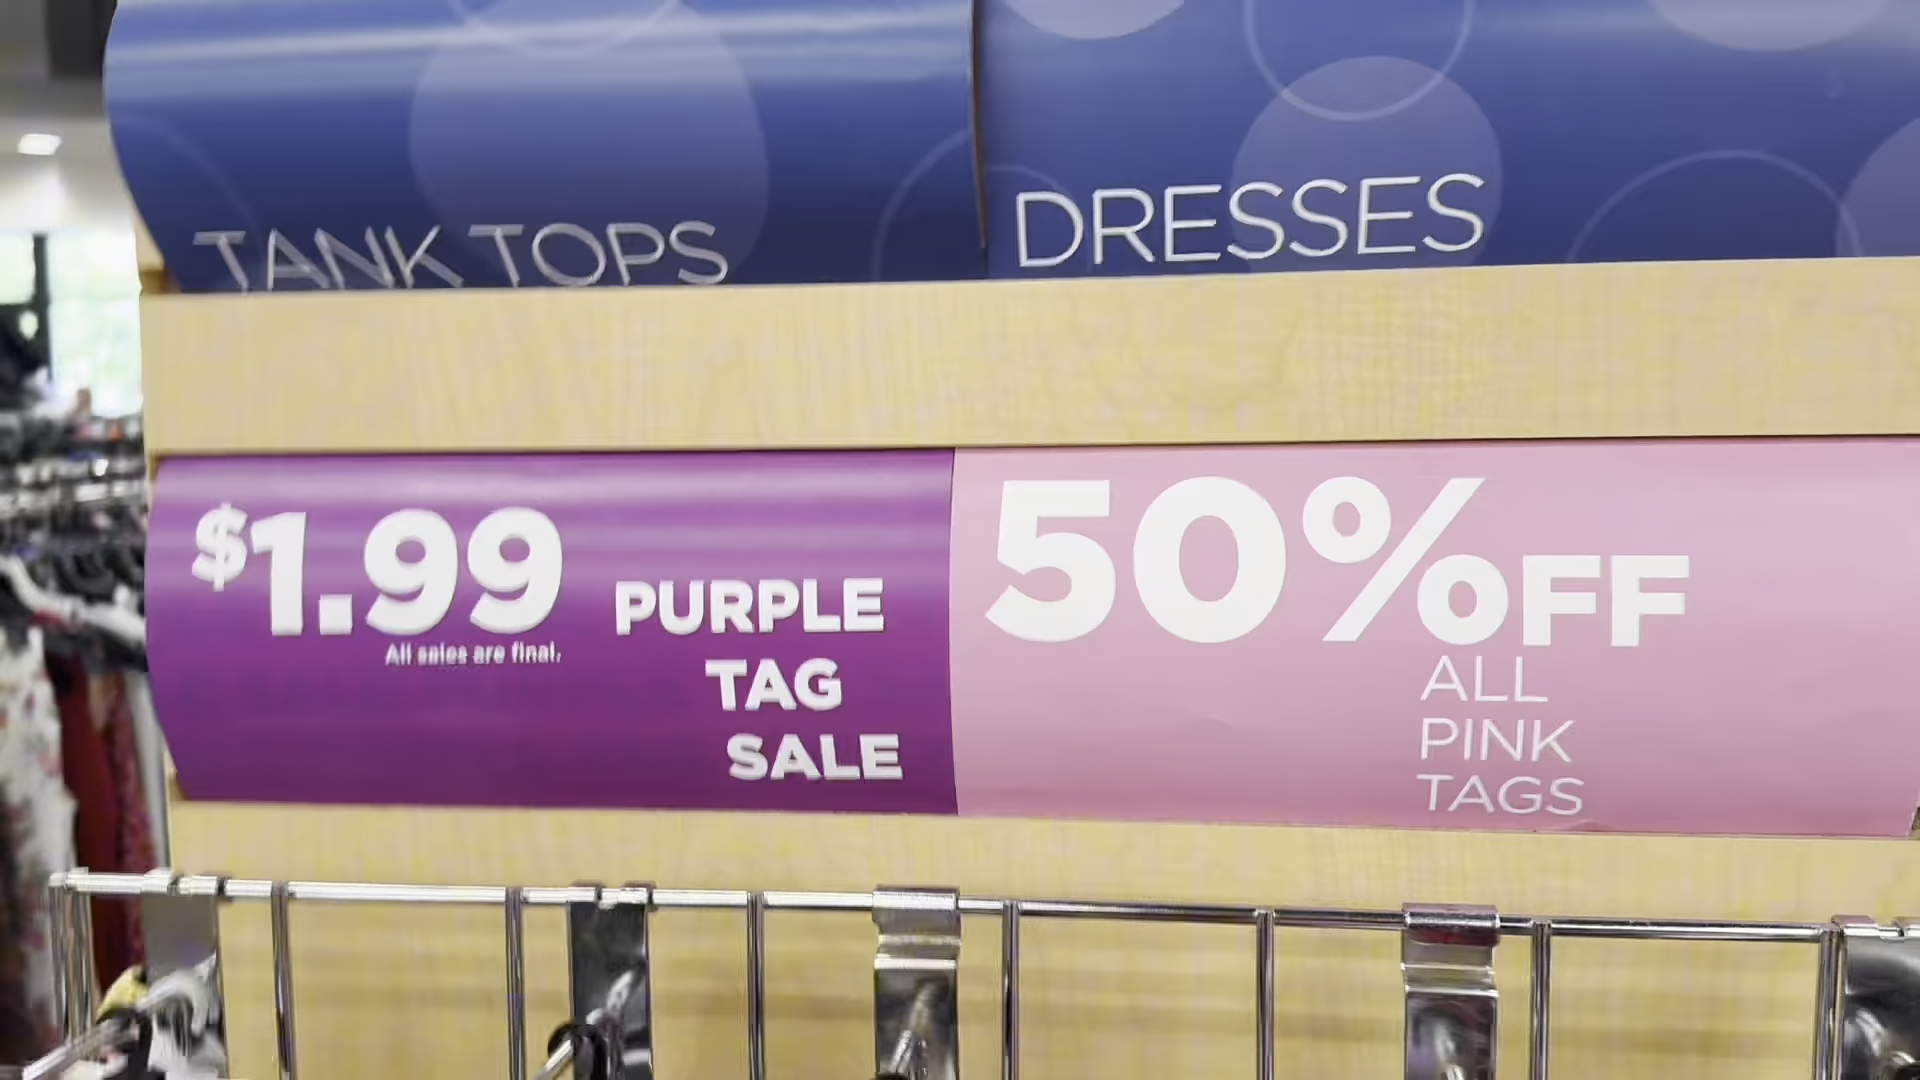 TANK TOPS
DRESSES
$1.99
All sales are final.
PURPLE
TAG
SALE
50% OFF
ALL
PINK
TAGS